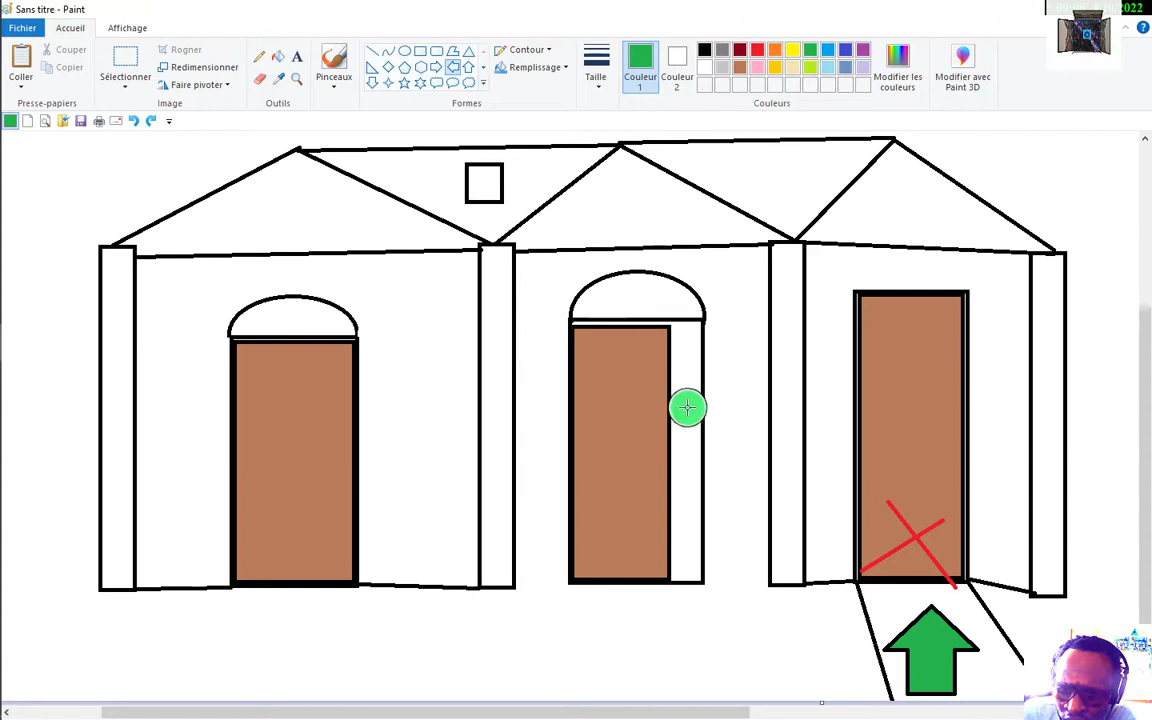 Sans titre - Paint
Fichier Accueil Affichage
Coller
Couper
Copier
Presse-papiers
Sélectionner
Rogner
Redimensionner
Faire pivoter
Image
A
Outils
Pinceaux
Contour
Remplissage
Formes
Taille
Couleur 1
Couleur 2
Modifier les couleurs
Couleurs
Modifier avec Paint 3D